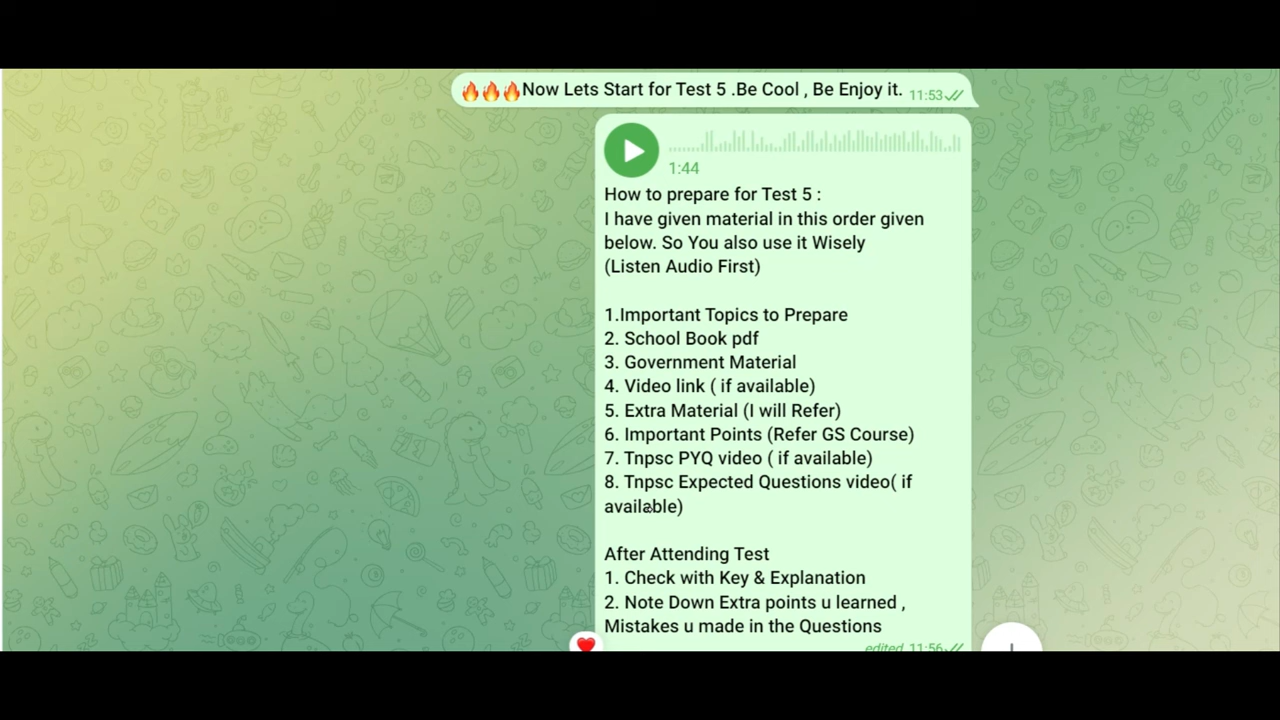 🔥🔥🔥Now Lets Start for Test 5 .Be Cool , Be Enjoy it. 11:53
1:44
How to prepare for Test 5 :
I have given material in this order given
below. So You also use it Wisely
(Listen Audio First)
1.Important Topics to Prepare
2. School Book pdf
3. Government Material
4. Video link ( if available)
5. Extra Material (I will Refer)
6. Important Points (Refer GS Course)
7. Tnpsc PYQ video ( if available)
8. Tnpsc Expected Questions video( if
available)
After Attending Test
1. Check with Key & Explanation
2. Note Down Extra points u learned ,
Mistakes u made in the Questions
edited 11:56